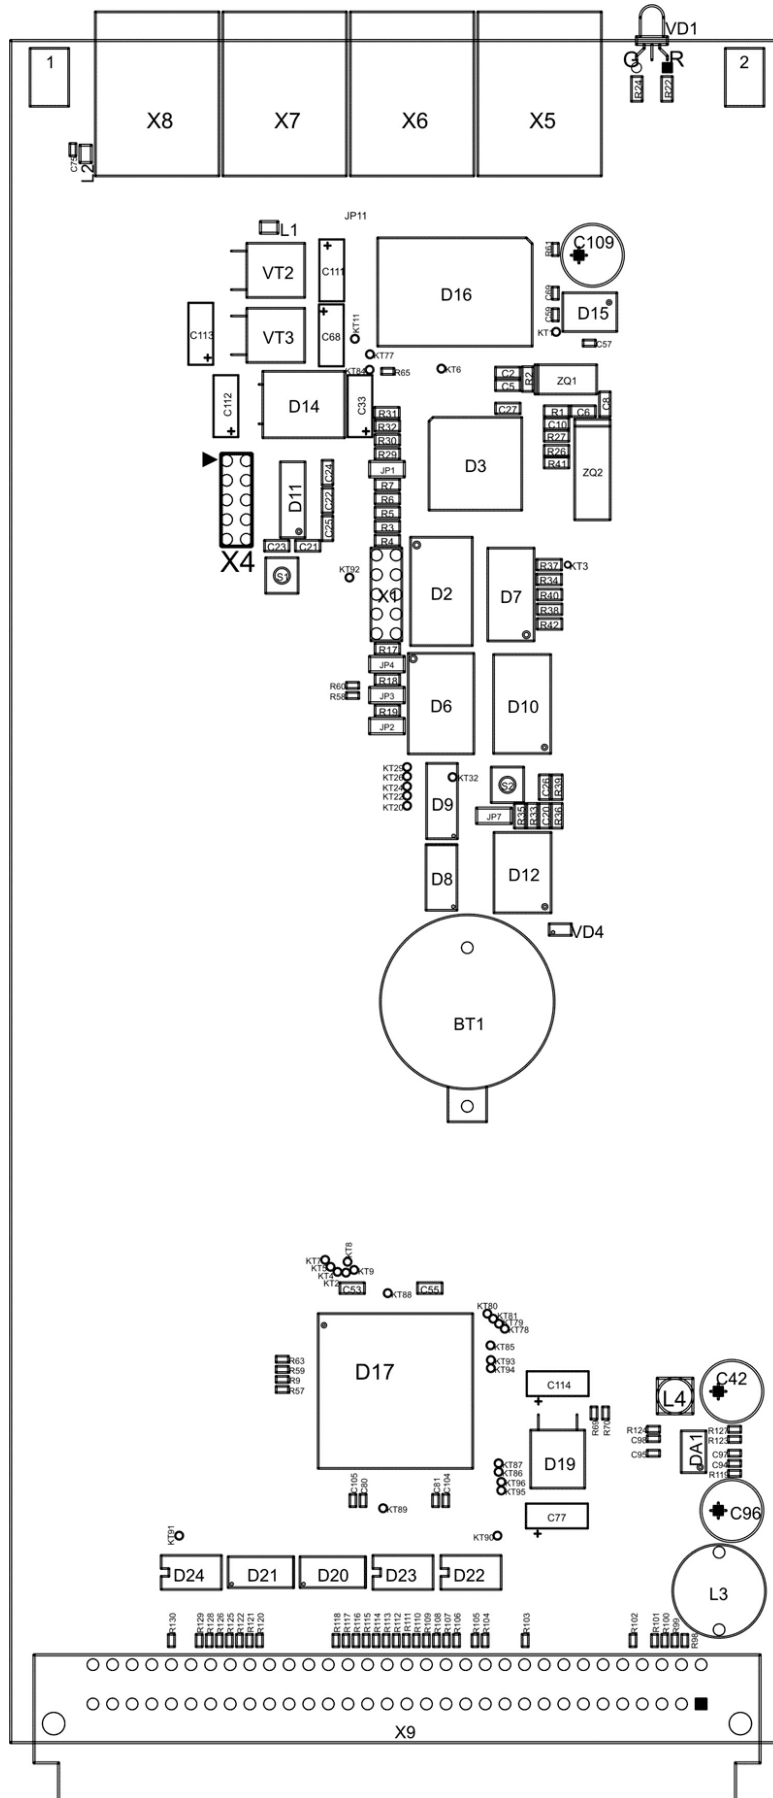 VD1
1
G R
2
R24
R22
X8
X7
X6
X5
C75
L2
JP11
L1
VT2
C111
D16
R61
C109
C69
D15
C59
KT1
C57
C113
VT3
C68
KT11
KT77
KT84
R65
KT6
C2
C5
R2
ZQ1
C8
C112
D14
C33
R31
R32
R30
R29
JP1
C27
R1
C6
C10
R27
R26
R41
D3
ZQ2
R7
R6
R5
R3
R4
C24
C22
C25
D11
C23
C21
X4
S1
KT92
X1
D2
D7
R37
KT3
R34
R40
R38
R42
R17
JP4
R18
JP3
R19
JP2
R60
R58
D6
D10
KT29
KT26
KT24
KT22
KT20
D9
KT32
S2
C26
R39
JP7
R35
R33
C20
R36
D8
D12
VD4
BT1
KT7
KT5
KT4
KT2
KT8
KT9
C53
KT88
C55
KT80
KT81
KT79
KT78
KT85
KT93
KT94
R63
R59
R9
R57
D17
C114
R69
R70
L4
C42
R124
C98
C95
DA1
R127
R123
C97
C94
R119
D19
KT87
KT86
KT96
KT95
C105
C80
C81
C104
KT89
C77
C96
KT91
KT90
D24
D21
D20
D23
D22
L3
R130
R129
R128
R126
R125
R122
R121
R120
R118
R117
R116
R115
R114
R113
R112
R111
R110
R109
R108
R107
R106
R105
R104
R103
R102
R101
R100
R99
R98
X9